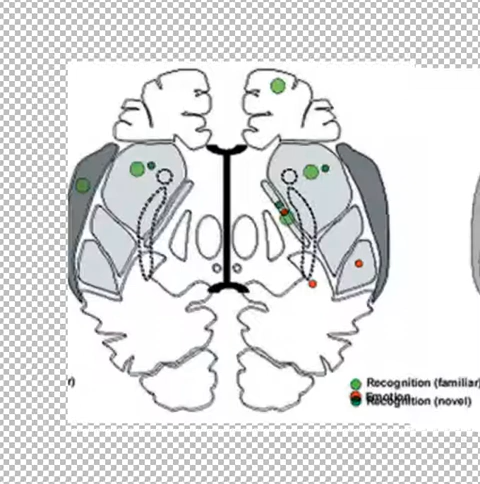 r)
Recognition (familiar)
Emotion
Recognition (novel)